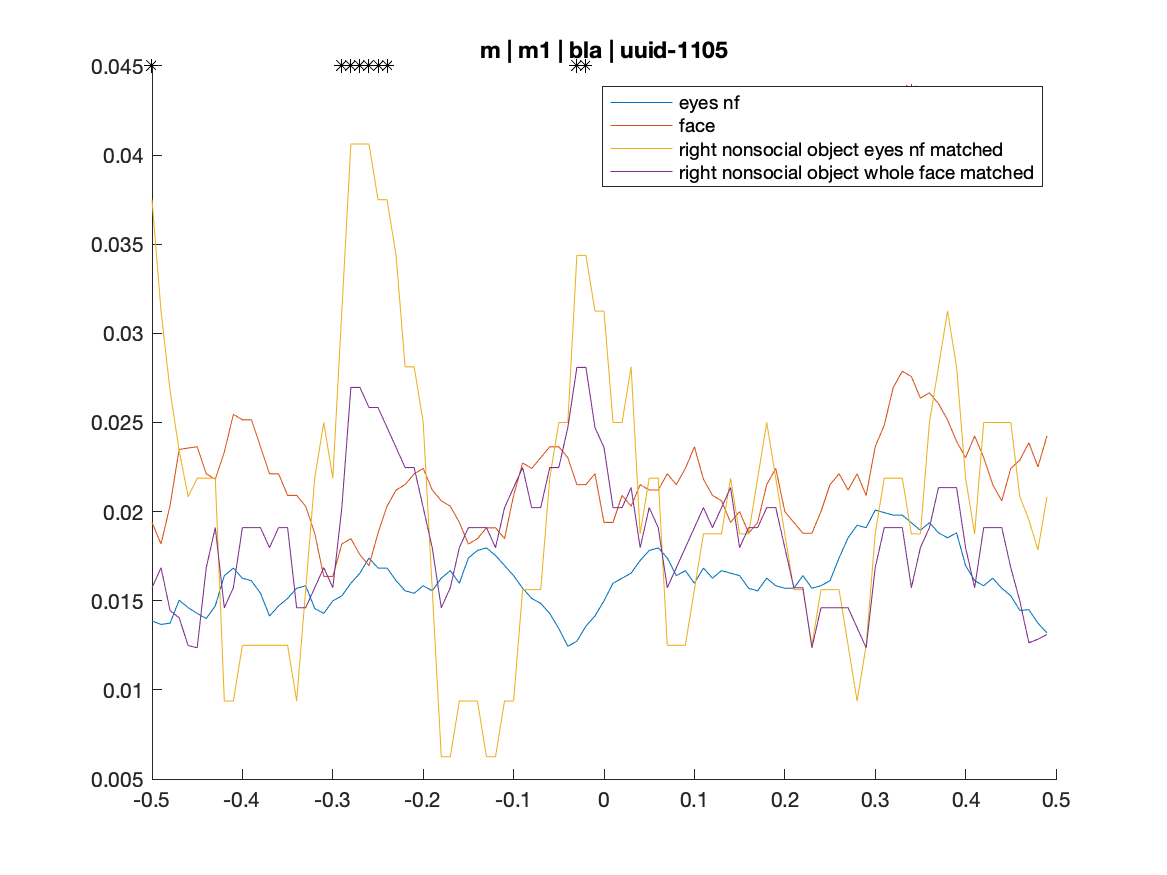 m | m1 | bla | uuid-1105
0.045
0.04
0.035
0.03
0.025
0.02
0.015
0.01
0.005
eyes nf
face
right nonsocial object eyes nf matched
right nonsocial object whole face matched
-0.5 -0.4 -0.3 -0.2 -0.1 0 0.1 0.2 0.3 0.4 0.5